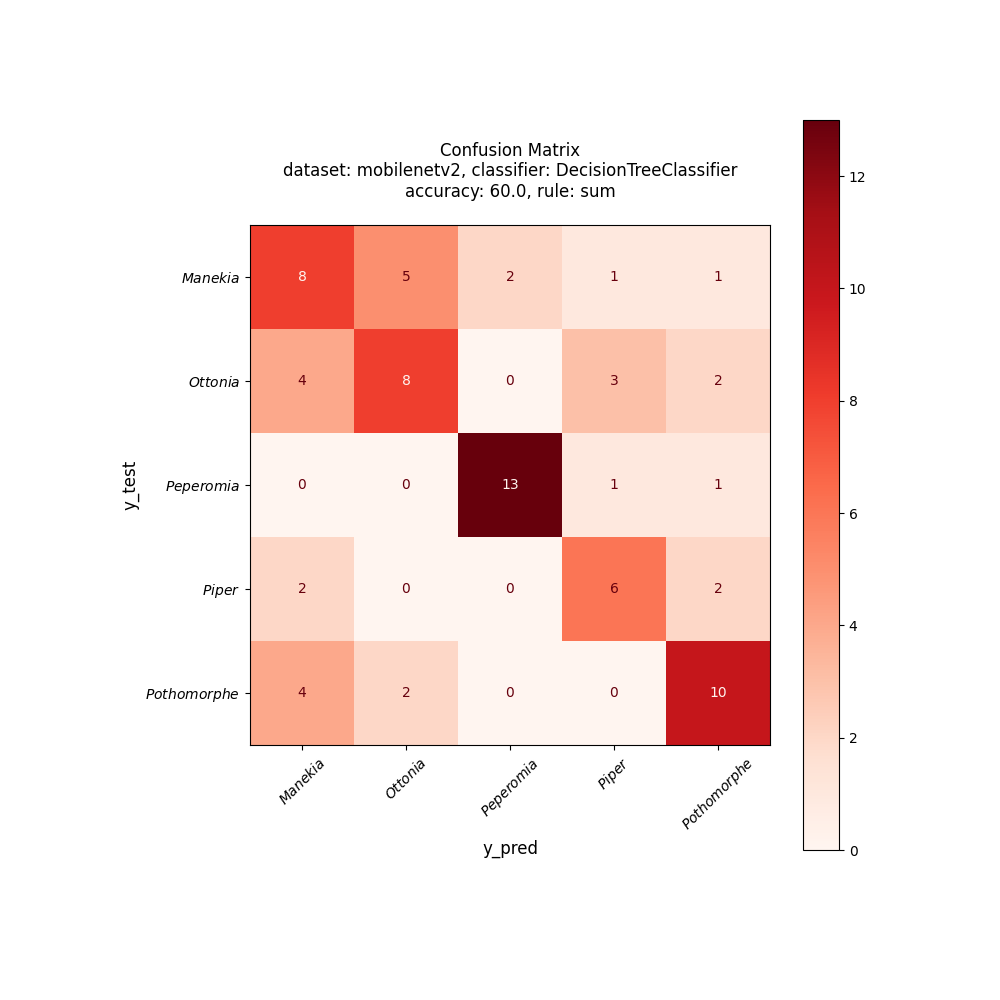 Confusion Matrix
dataset: mobilenetv2, classifier: DecisionTreeClassifier
accuracy: 60.0, rule: sum
Manekia 8 5 2 1 1
Ottonia 4 8 0 3 2
Peperomia 0 0 13 1 1
Piper 2 0 0 6 2
Pothomorphe 4 2 0 0 10
y_test
Manekia Ottonia Peperomia Piper Pothomorphe
y_pred
12
10
8
6
4
2
0